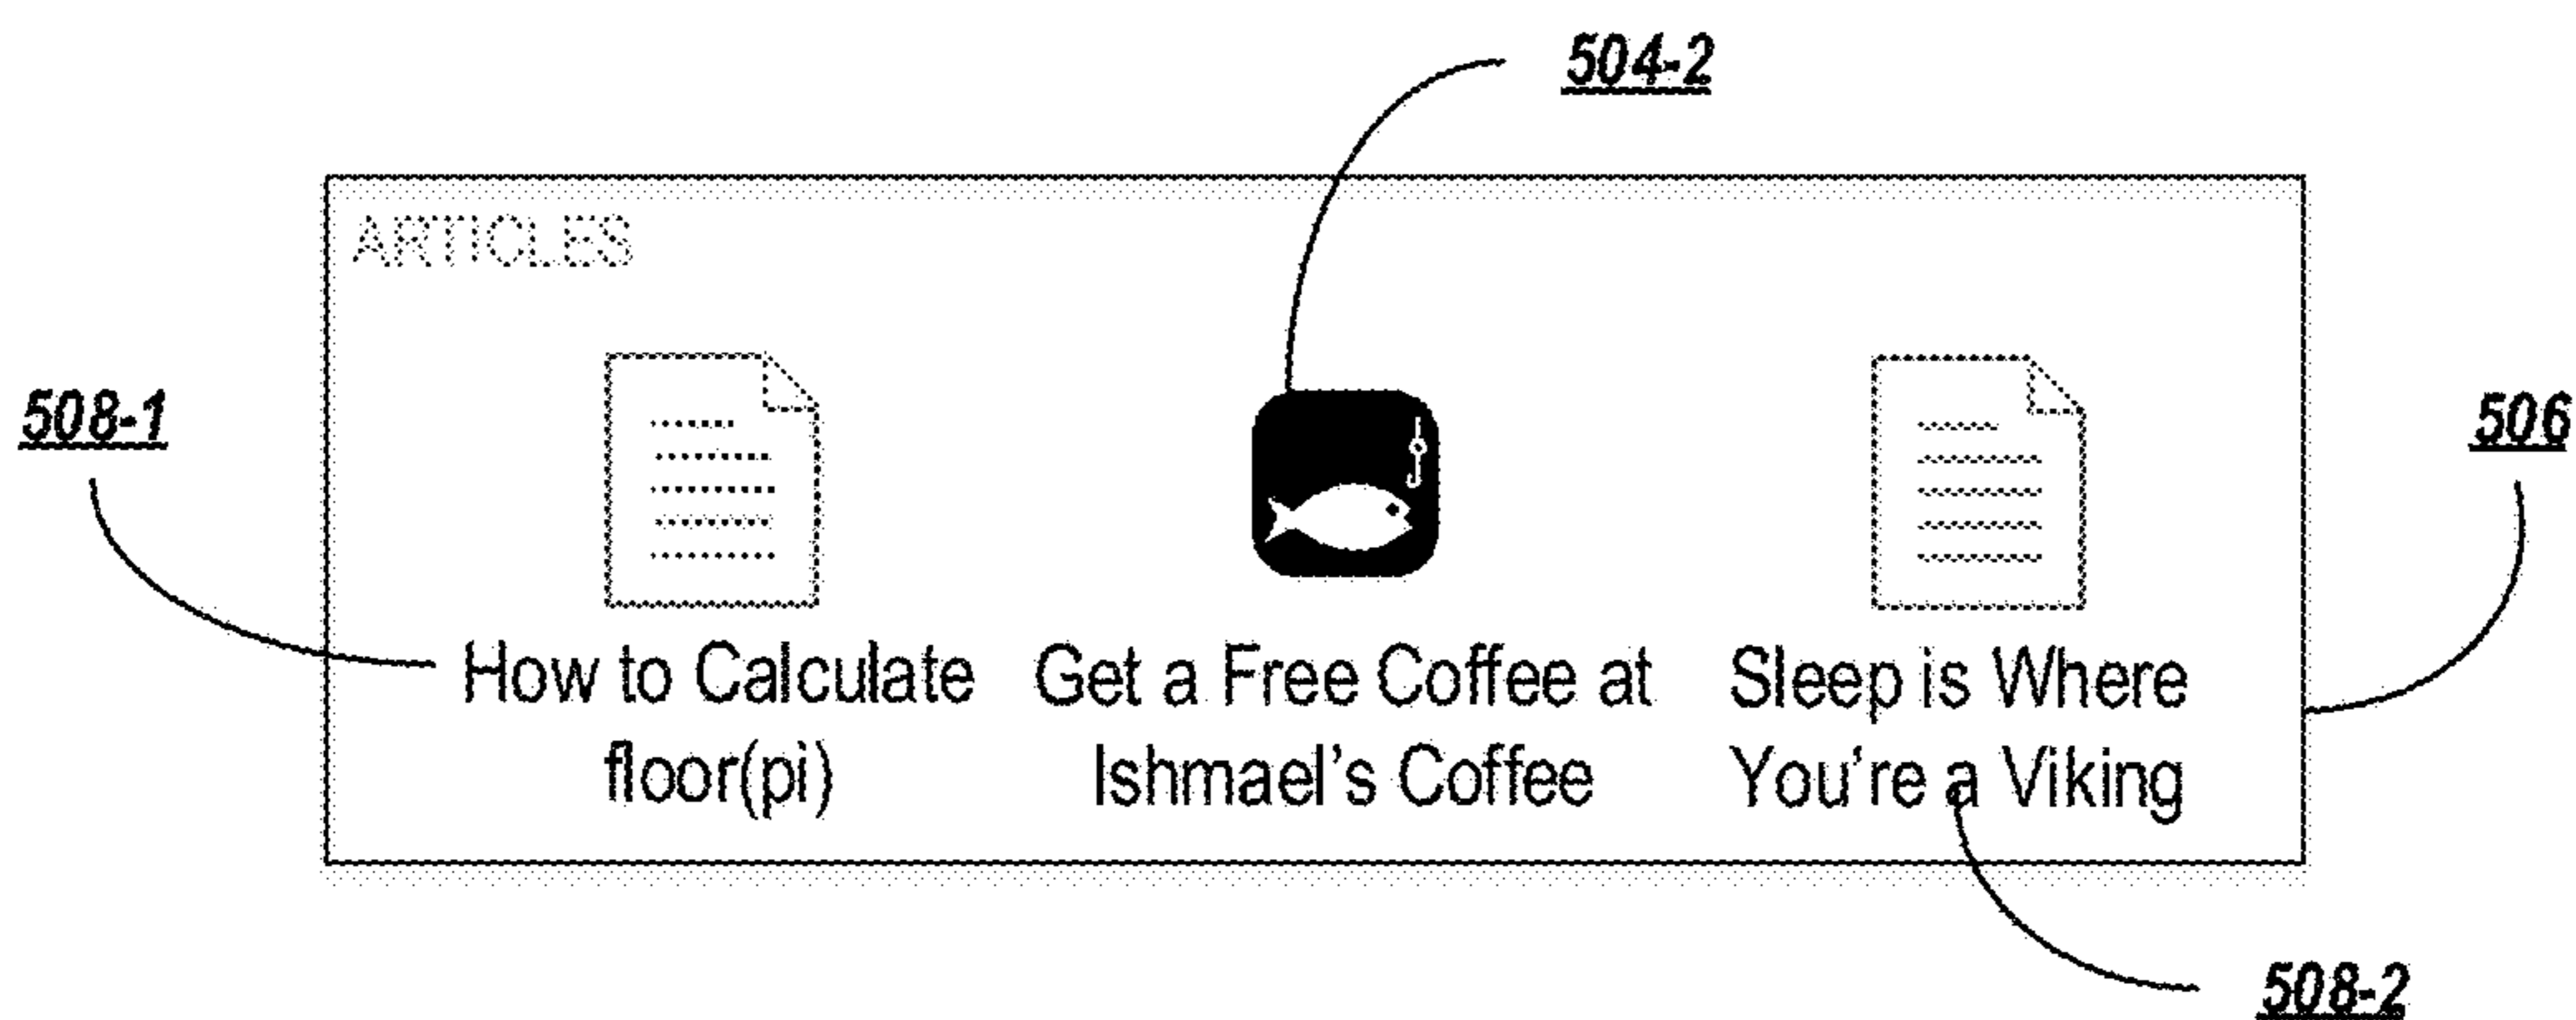 504-2
ARTICLES
508-1
506
How to Calculate
floor(pi)
Get a Free Coffee at
Ishmael's Coffee
Sleep is Where
You're a Viking
508-2